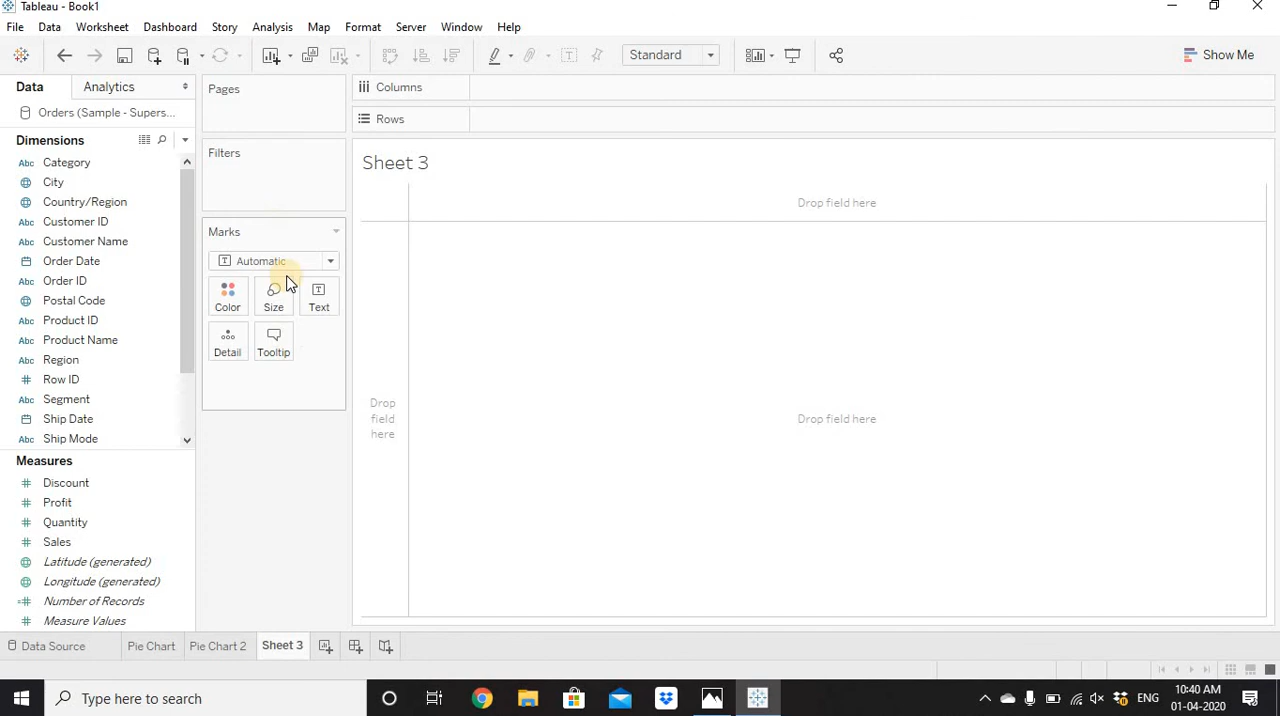 Tableau - Book1
File Data Worksheet Dashboard Story Analysis Map Format Server Window Help
Standard
Show Me
Data Analytics
Pages
Columns
Orders (Sample - Supers...
Rows
Dimensions
Filters
Sheet 3
Category
City
Country/Region
Customer ID
Customer Name
Order Date
Order ID
Postal Code
Product ID
Product Name
Region
Row ID
Segment
Ship Date
Ship Mode
Measures
Discount
Profit
Quantity
Sales
Latitude (generated)
Longitude (generated)
Number of Records
Measure Values
Marks
Automatic
Color Size Text
Detail Tooltip
Drop field here
Drop
field
here
Drop field here
Data Source Pie Chart Pie Chart 2 Sheet 3
Type here to search
ENG
10:40 AM
01-04-2020